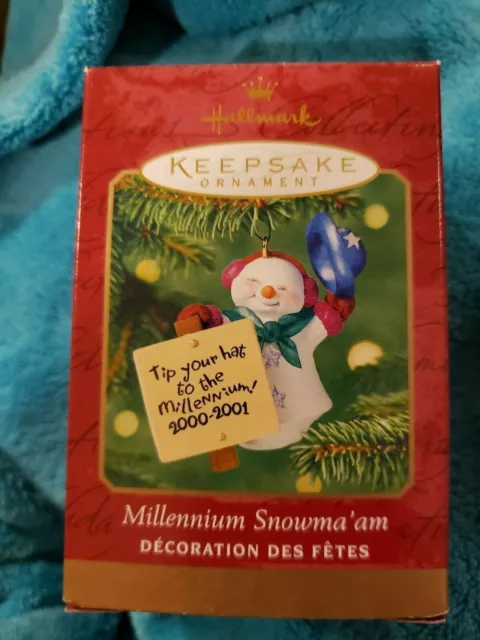 Hallmark
KEEPSAKE
ORNAMENT
Tip your hat
to the
Millennium!
2000-2001
Millennium Snowma'am
DÉCORATION DES FÊTES